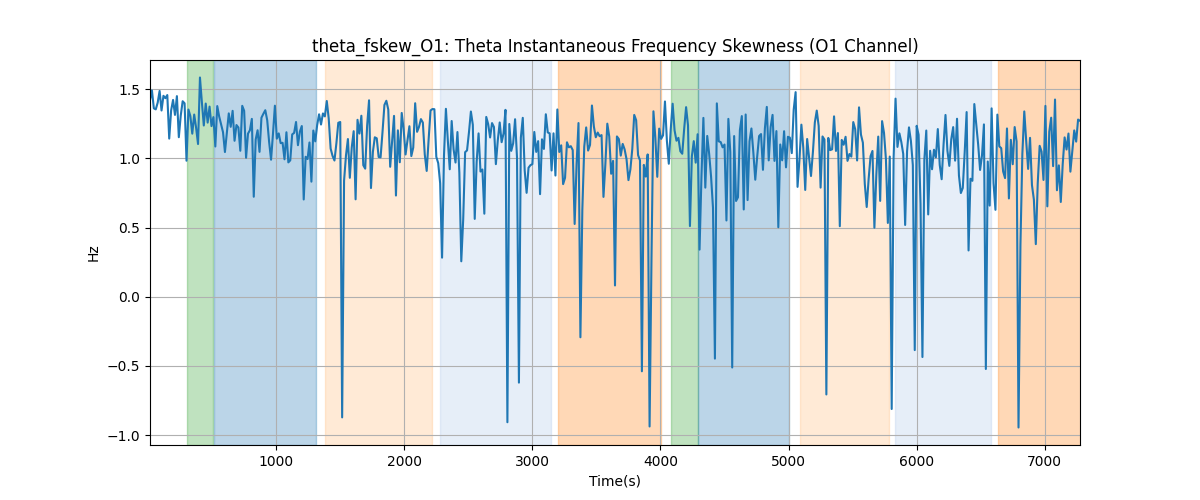 theta_fskew_O1: Theta Instantaneous Frequency Skewness (O1 Channel)
1.5
1.0
0.5
0.0
−0.5
−1.0
Hz
1000 2000 3000 4000 5000 6000 7000
Time(s)